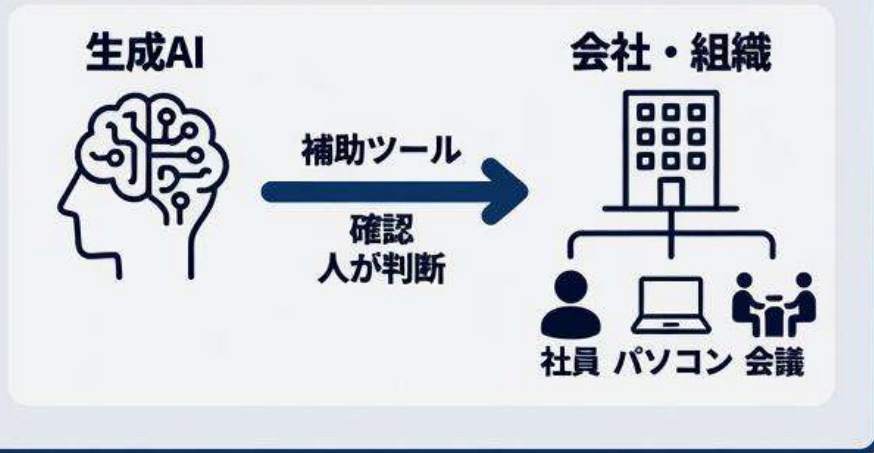 生成AI
会社・組織
補助ツール
確認
人が判断
社員 パソコン 会議